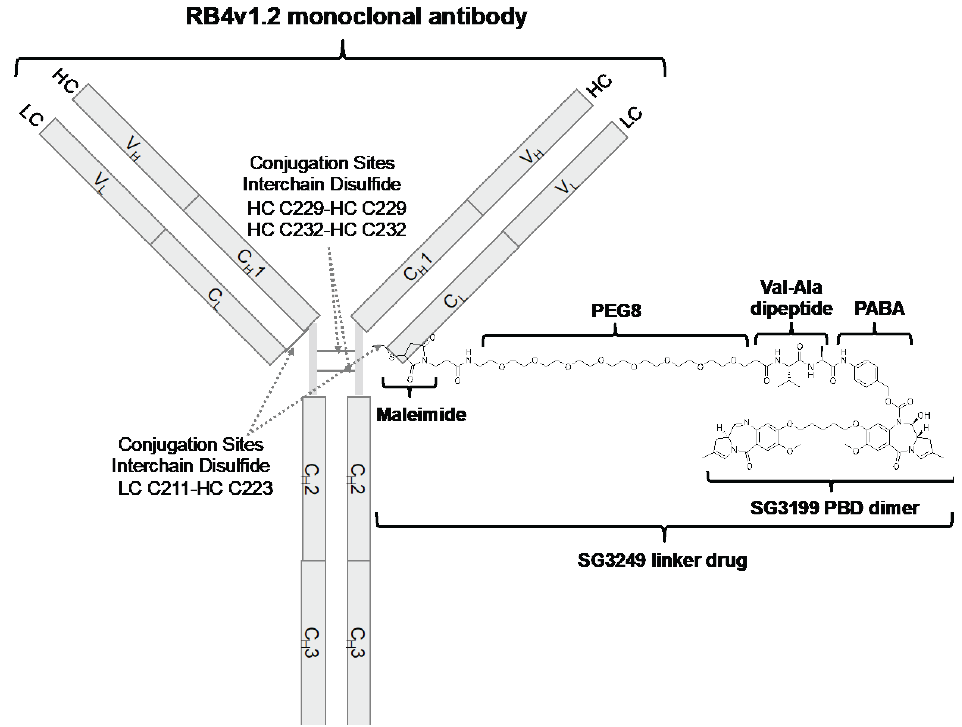 RB4v1.2 monoclonal antibody
HC
LC
HC
LC
VH
VL
VH
VL
Conjugation Sites
Interchain Disulfide
HC C229-HC C229
HC C232-HC C232
CH1
CL
CH1
CL
PEG8
Val-Ala
dipeptide
PABA
Maleimide
Conjugation Sites
Interchain Disulfide
LC C211-HC C223
CH2
CH2
SG3199 PBD dimer
SG3249 linker drug
CH3
CH3